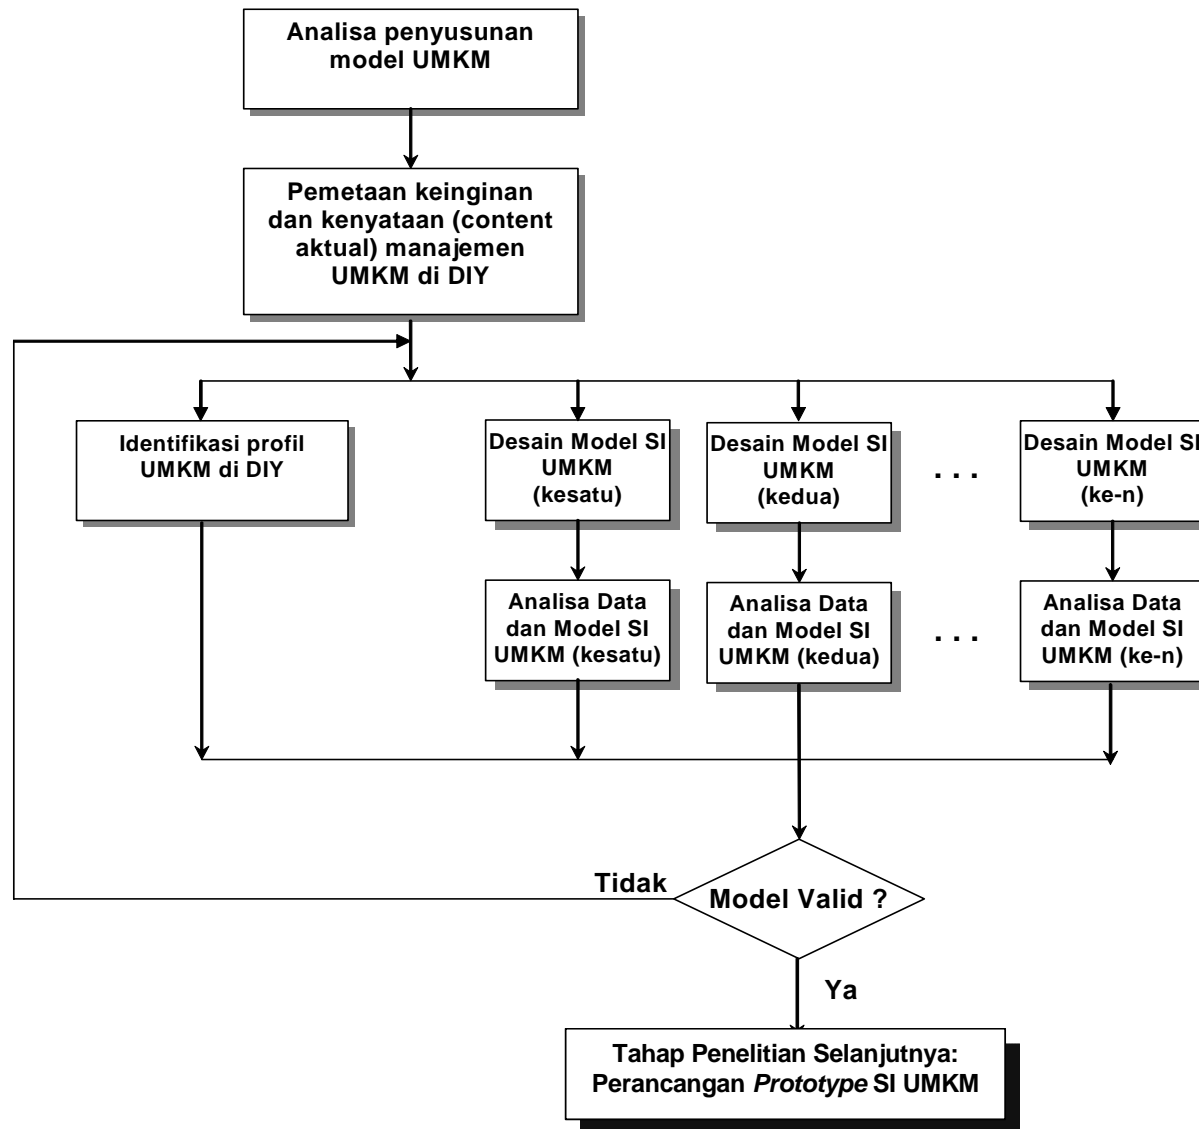 Analisa penyusunan
model UMKM
Pemetaan keinginan
dan kenyataan (content
aktual) manajemen
UMKM di DIY
Identifikasi profil
UMKM di DIY
Desain Model SI
UMKM
(kesatu)
Desain Model SI
UMKM
(kedua)
. . .
Desain Model SI
UMKM
(ke-n)
Analisa Data
dan Model SI
UMKM (kesatu)
Analisa Data
dan Model SI
UMKM (kedua)
. . .
Analisa Data
dan Model SI
UMKM (ke-n)
Tidak
Model Valid ?
Ya
Tahap Penelitian Selanjutnya:
Perancangan Prototype SI UMKM